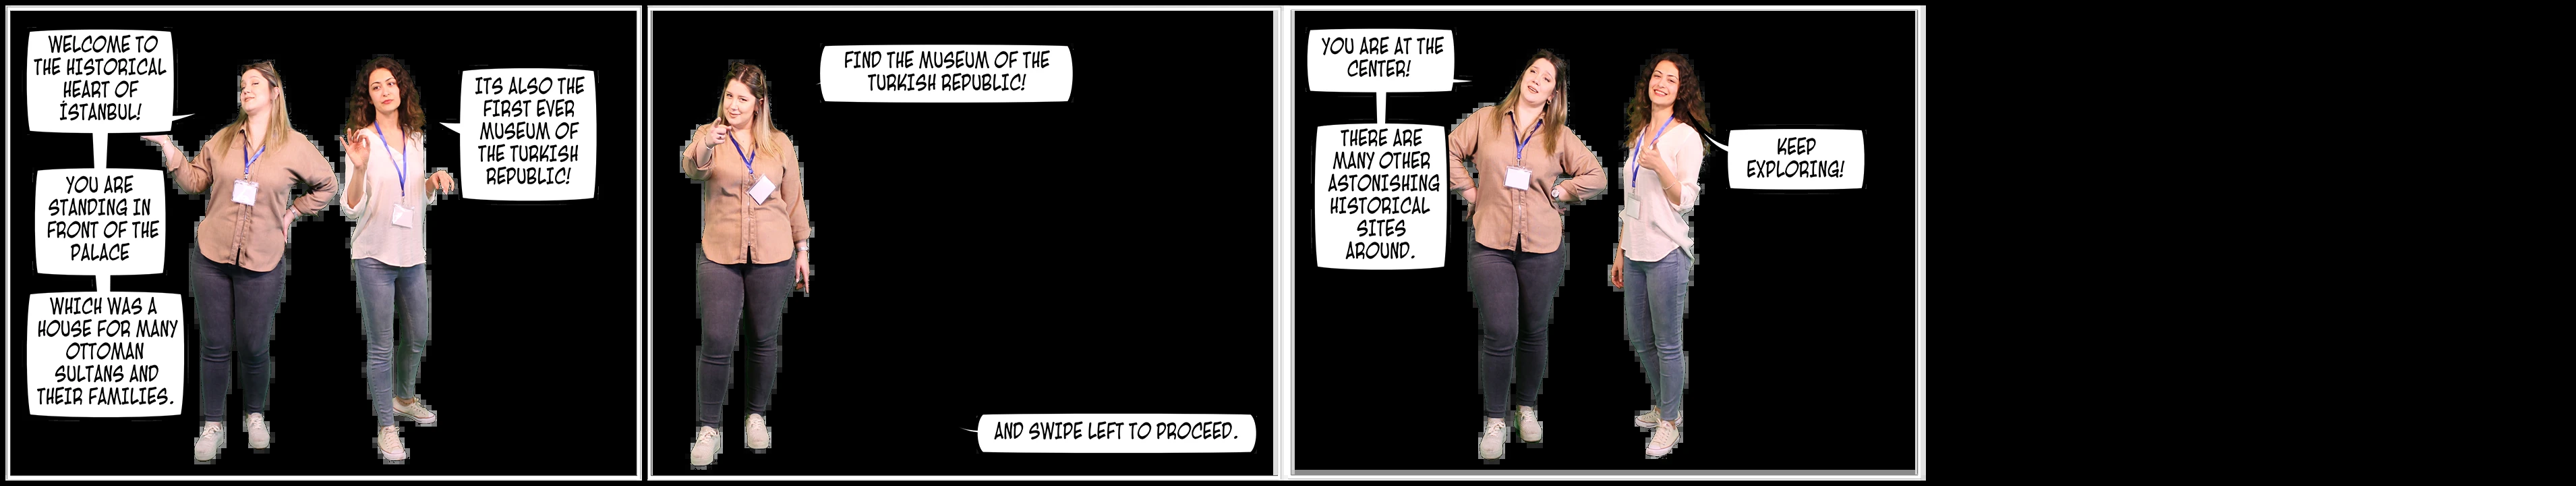 WELCOME TO
THE HISTORICAL
HEART OF
İSTANBUL!
YOU ARE
STANDING IN
FRONT OF THE
PALACE
WHICH WAS A
HOUSE FOR MANY
OTTOMAN
SULTANS AND
THEIR FAMILIES.
ITS ALSO THE
FIRST EVER
MUSEUM OF
THE TURKISH
REPUBLIC!
FIND THE MUSEUM OF THE
TURKISH REPUBLIC!
AND SWIPE LEFT TO PROCEED.
YOU ARE AT THE
CENTER!
THERE ARE
MANY OTHER
ASTONISHING
HISTORICAL
SITES
AROUND.
KEEP
EXPLORING!